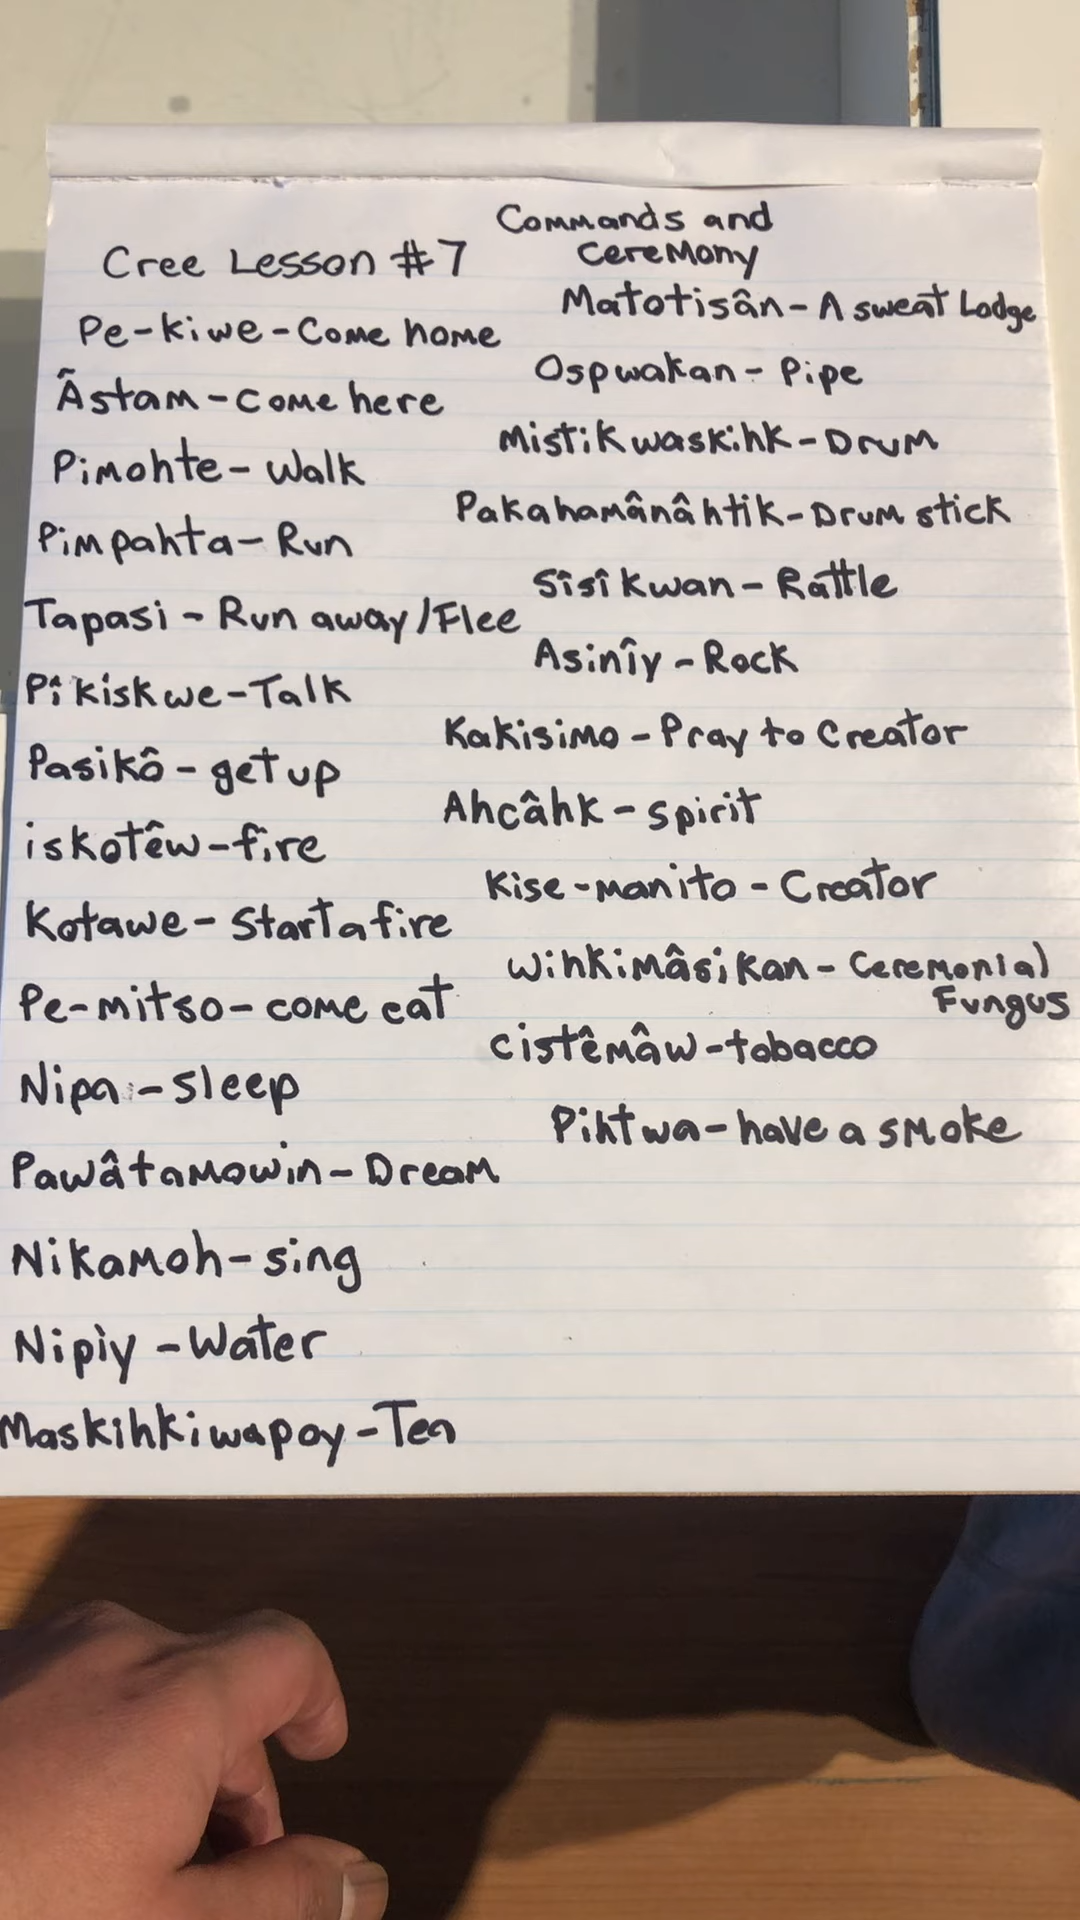 Cree Lesson #7
Pe-kiwe - Come home
Ãstam - come here
Pimohte - Walk
Pimpahta - Run
Tapasi - Run away/Flee
Pîkiskwe - Talk
Pasikô - get up
iskotêw - fire
Kotawe - Start a fire
Pe-mitso - come eat
Nipa - sleep
Pawâtamowin - Dream
Nikamoh - sing
Nipìy - Water
Maskihkiwapoy - Tea
Commands and
Ceremony
Matotisân - A sweat Lodge
Ospwakan - Pipe
Mistikwaskihk - Drum
Pakahamânâhtik - Drum stick
Sîsîkwan - Rattle
Asinîy - Rock
Kakisimo - Pray to Creator
Ahcâhk - spirit
Kise-manito - Creator
Wihkimâsikan - Ceremonial
Fungus
cistêmâw - tobacco
Pihtwa - have a smoke